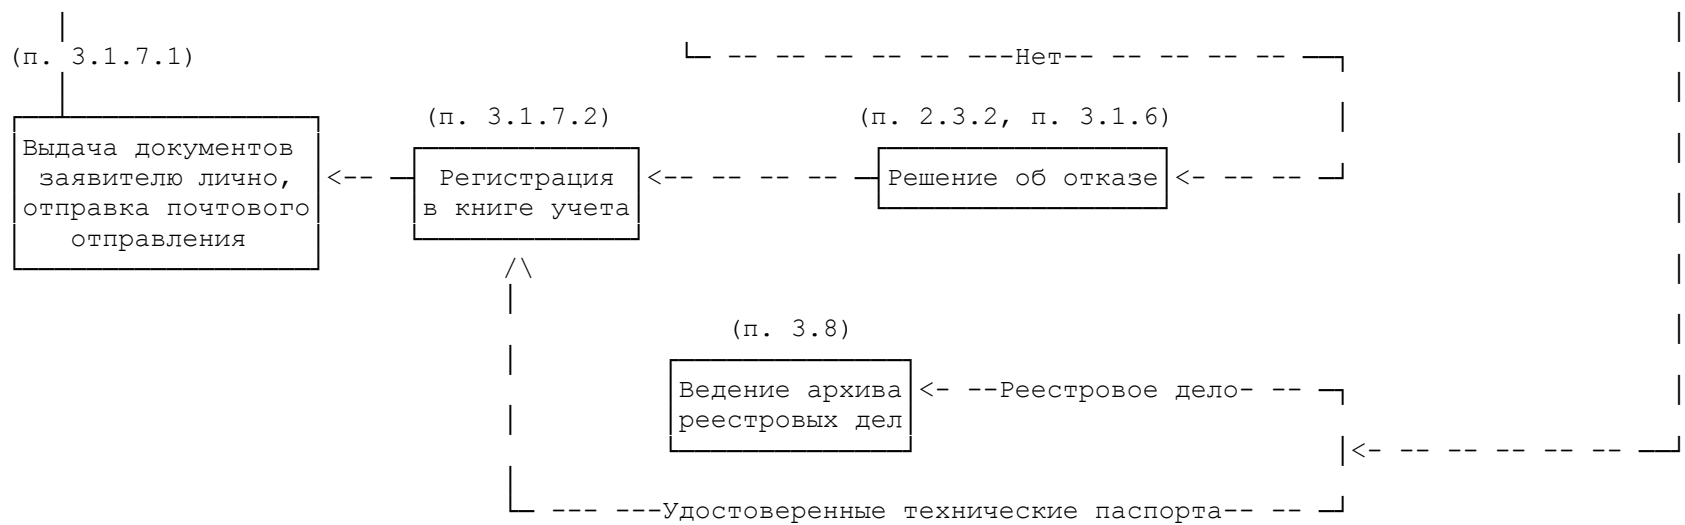 (п. 3.1.7.1)
Нет
(п. 3.1.7.2)
(п. 2.3.2, п. 3.1.6)
Выдача документов
заявителю лично,
отправка почтового
отправления
Регистрация
в книге учета
Решение об отказе
(п. 3.8)
Ведение архива
реестровых дел
Реестровое дело
Удостоверенные технические паспорта